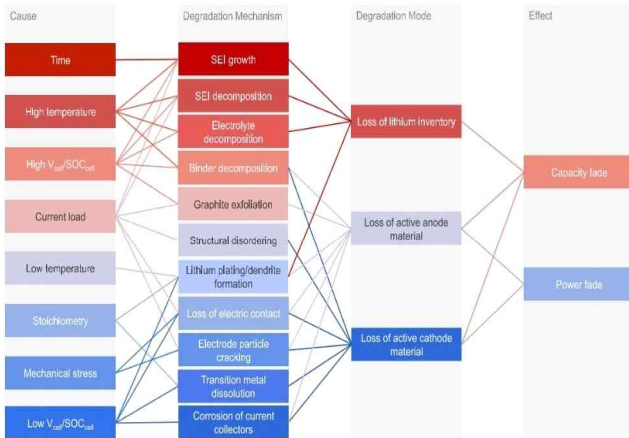 Cause
Degradation Mechanism
Degradation Mode
Effect
Time
High temperature
High Vcell/SOCcell
Current load
Low temperature
Stoichiometry
Mechanical stress
Low Vcell/SOCcell
SEI growth
SEI decomposition
Electrolyte
decomposition
Binder decomposition
Graphite exfoliation
Structural disordering
Lithium plating/dendrite
formation
Loss of electric contact
Electrode particle
cracking
Transition metal
dissolution
Corrosion of current
collectors
Loss of lithium inventory
Loss of active anode
material
Loss of active cathode
material
Capacity fade
Power fade